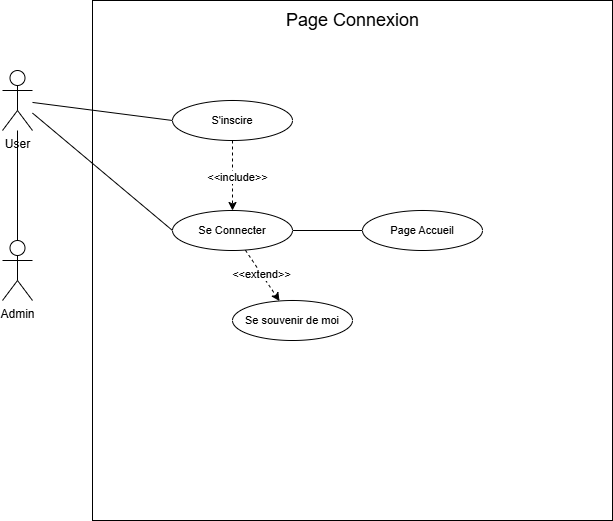 Page Connexion
S'inscire
User
<<include>>
Se Connecter
Page Accueil
<<extend>>
Admin
Se souvenir de moi